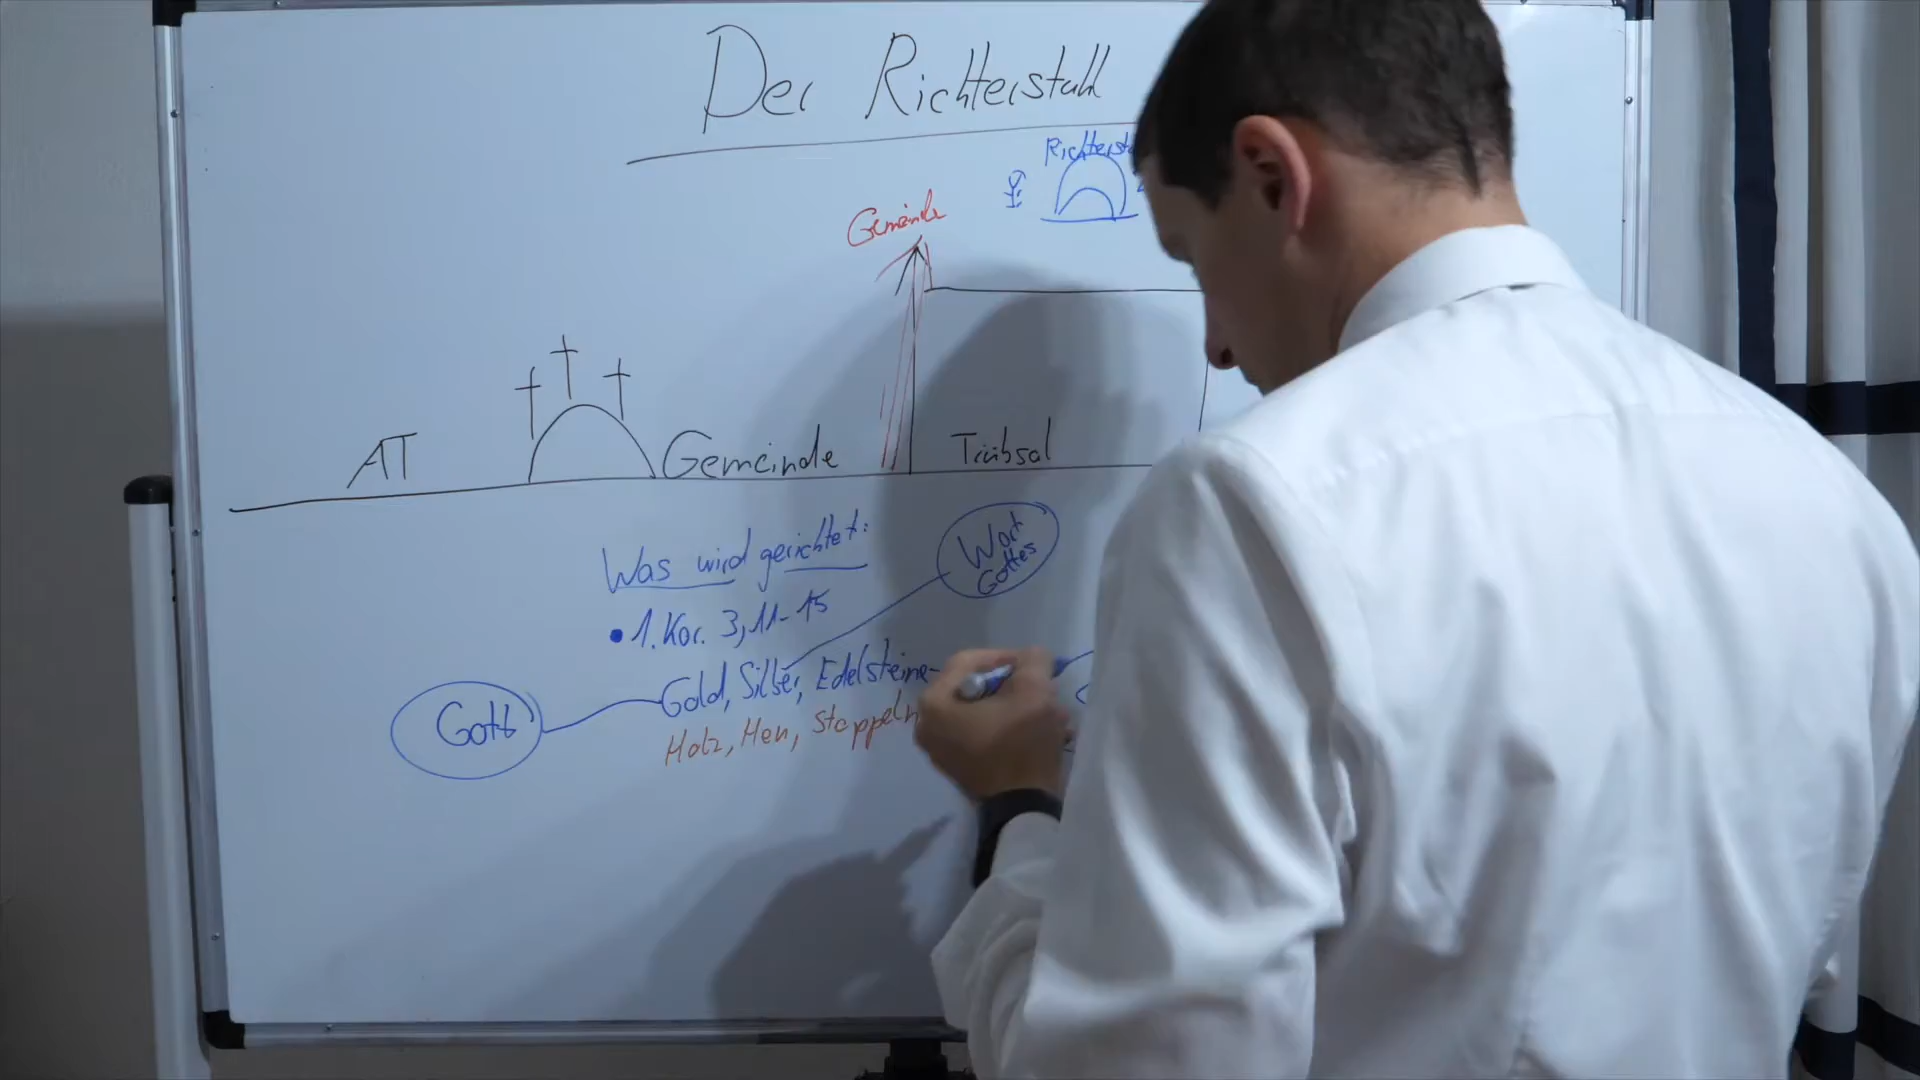 Der Richterstuhl
Richterst
Gemeinde
AT
Gemeinde
Trübsal
Was wird gerichtet:
Wort
Gottes
• 1. Kor. 3,11-15
Gold, Silber, Edelsteine
Gott
Holz, Heu, Stoppeln